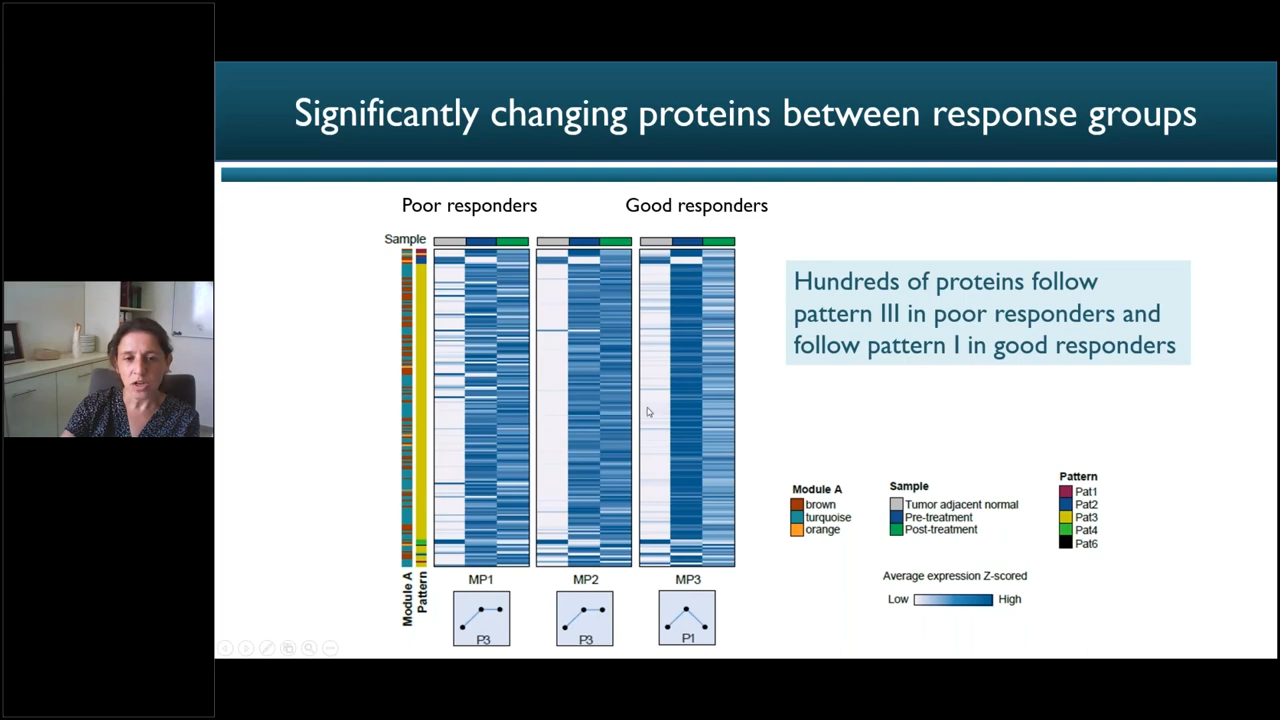 Significantly changing proteins between response groups
Poor responders
Good responders
Sample
Hundreds of proteins follow
pattern III in poor responders and
follow pattern I in good responders
Module A
Pattern
MP1
MP2
MP3
P3
P3
P1
Module A
brown
turquoise
orange
Sample
Tumor adjacent normal
Pre-treatment
Post-treatment
Pattern
Pat1
Pat2
Pat3
Pat4
Pat6
Average expression Z-scored
Low
High